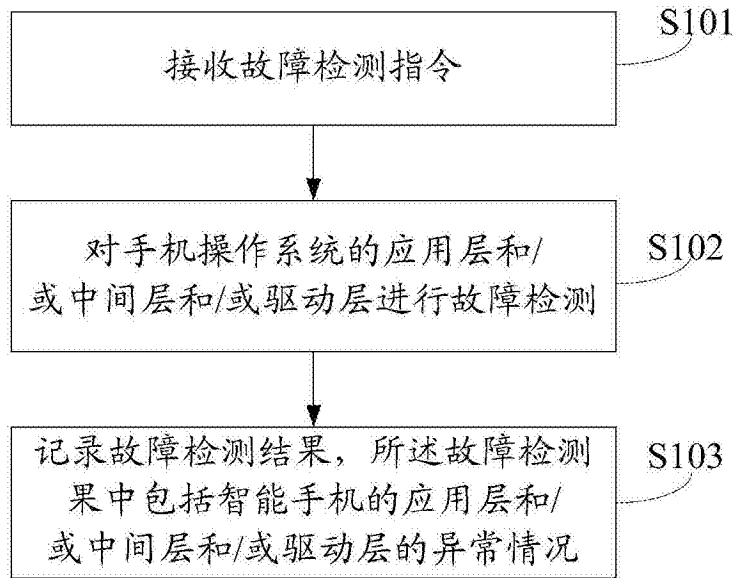 接收故障检测指令
S101
对手机操作系统的应用层和/
或中间层和/或驱动层进行故障检测
S102
记录故障检测结果，所述故障检测
果中包括智能手机的应用层和/
或中间层和/或驱动层的异常情况
S103